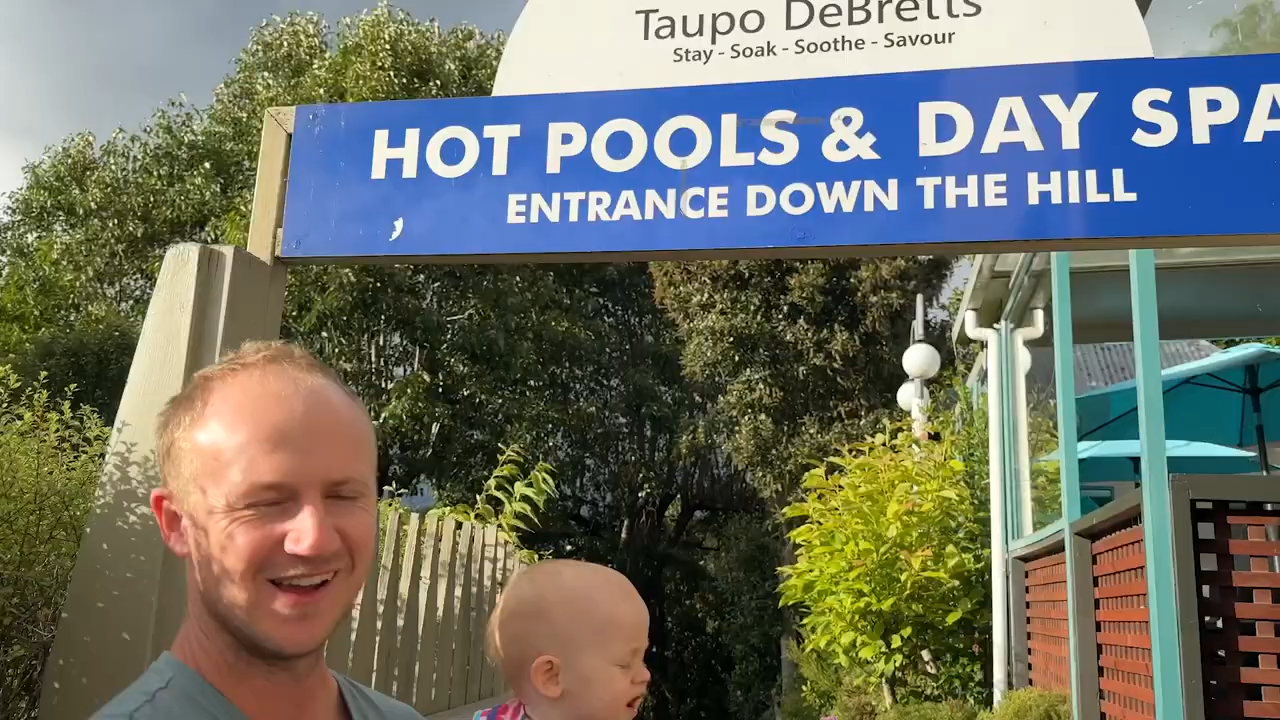 Taupo DeBretts
Stay - Soak - Soothe - Savour
HOT POOLS & DAY SPA
ENTRANCE DOWN THE HILL